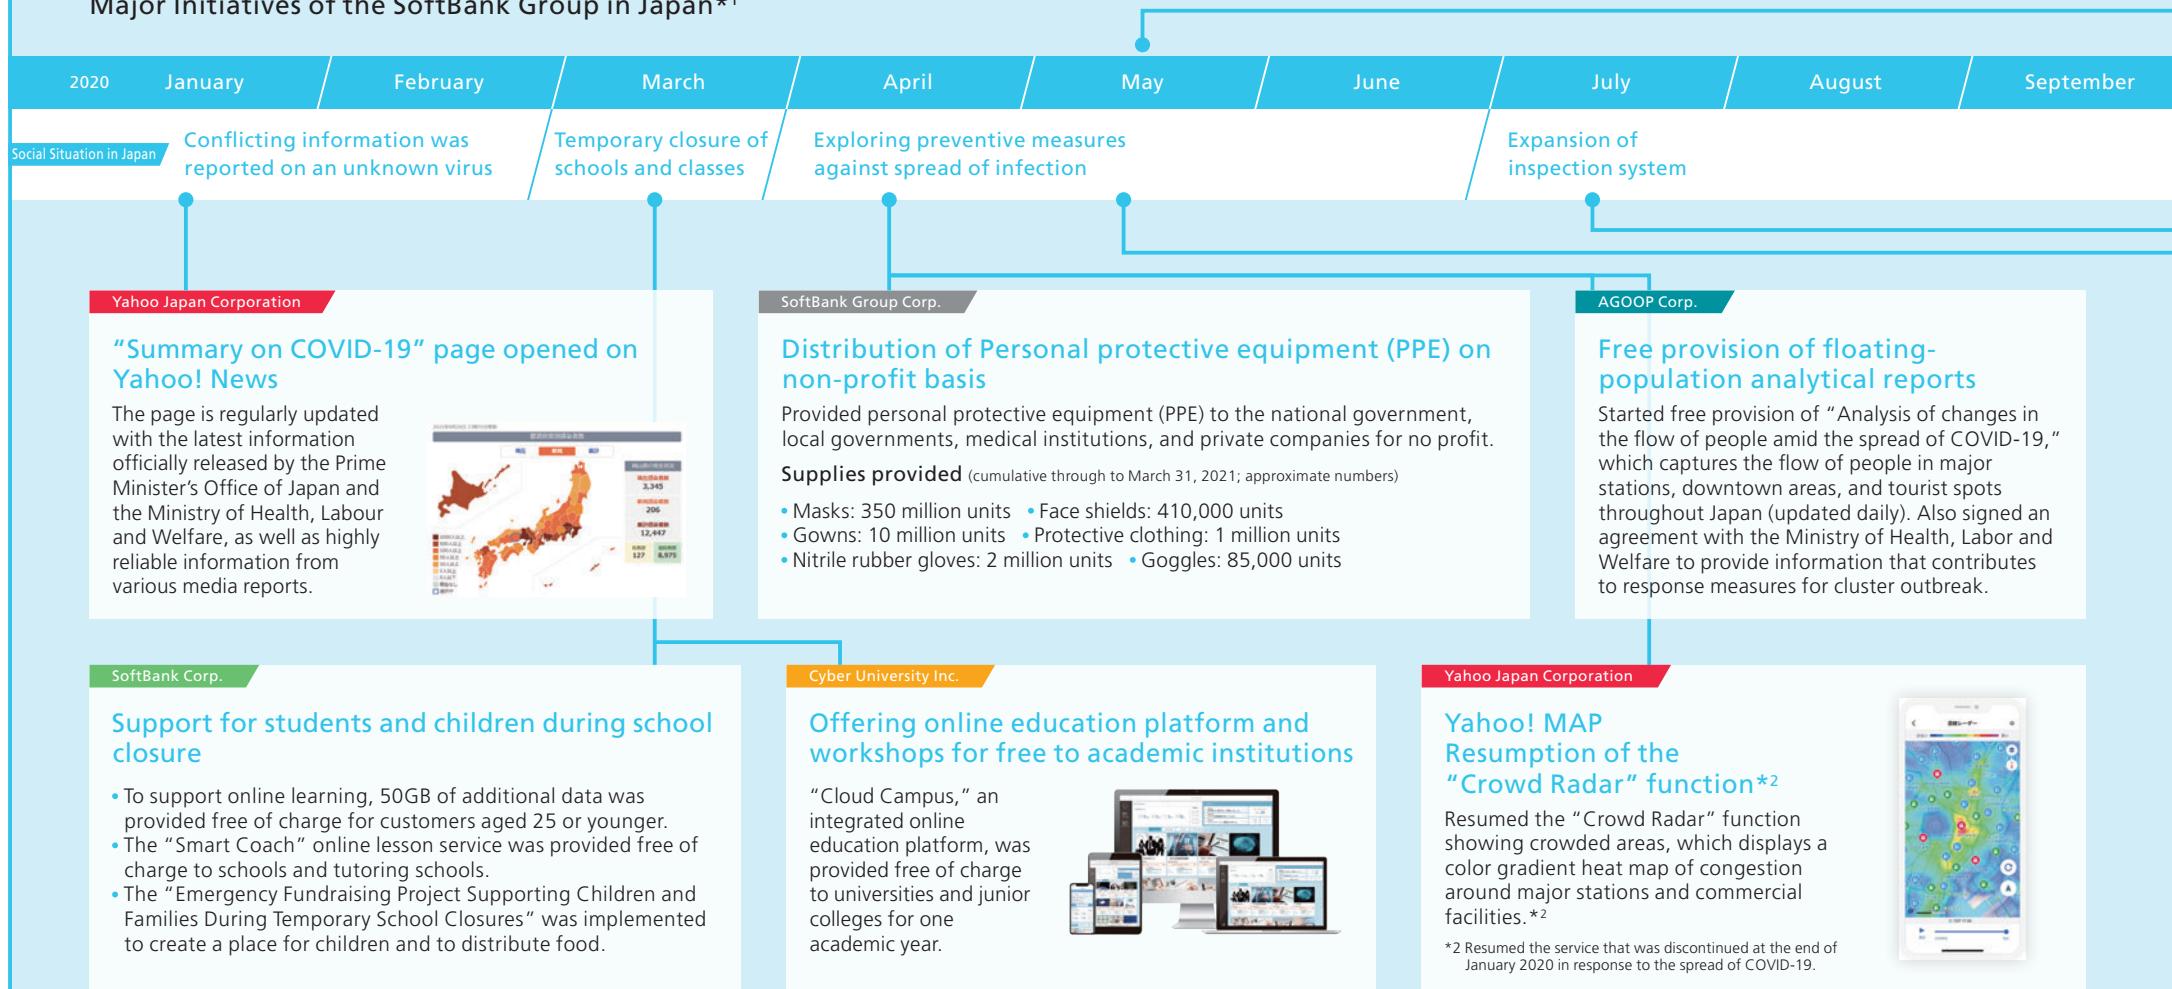 Major Initiatives of the SoftBank Group in Japan*1
2020 January February March April May June July August September
Social Situation in Japan
Conflicting information was
reported on an unknown virus
Temporary closure of
schools and classes
Exploring preventive measures
against spread of infection
Expansion of
inspection system
Yahoo Japan Corporation
“Summary on COVID-19” page opened on
Yahoo! News
The page is regularly updated
with the latest information
officially released by the Prime
Minister’s Office of Japan and
the Ministry of Health, Labour
and Welfare, as well as highly
reliable information from
various media reports.
3,345
206
12,447
127 8,975
SoftBank Group Corp.
Distribution of Personal protective equipment (PPE) on
non-profit basis
Provided personal protective equipment (PPE) to the national government,
local governments, medical institutions, and private companies for no profit.
Supplies provided (cumulative through to March 31, 2021; approximate numbers)
• Masks: 350 million units • Face shields: 410,000 units
• Gowns: 10 million units • Protective clothing: 1 million units
• Nitrile rubber gloves: 2 million units • Goggles: 85,000 units
AGOOP Corp.
Free provision of floating-
population analytical reports
Started free provision of “Analysis of changes in
the flow of people amid the spread of COVID-19,”
which captures the flow of people in major
stations, downtown areas, and tourist spots
throughout Japan (updated daily). Also signed an
agreement with the Ministry of Health, Labor and
Welfare to provide information that contributes
to response measures for cluster outbreak.
SoftBank Corp.
Support for students and children during school
closure
• To support online learning, 50GB of additional data was
provided free of charge for customers aged 25 or younger.
• The “Smart Coach” online lesson service was provided free of
charge to schools and tutoring schools.
• The “Emergency Fundraising Project Supporting Children and
Families During Temporary School Closures” was implemented
to create a place for children and to distribute food.
Cyber University Inc.
Offering online education platform and
workshops for free to academic institutions
“Cloud Campus,” an
integrated online
education platform, was
provided free of charge
to universities and junior
colleges for one
academic year.
Yahoo Japan Corporation
Yahoo! MAP
Resumption of the
“Crowd Radar” function*2
Resumed the “Crowd Radar” function
showing crowded areas, which displays a
color gradient heat map of congestion
around major stations and commercial
facilities.*2
*2 Resumed the service that was discontinued at the end of
January 2020 in response to the spread of COVID-19.